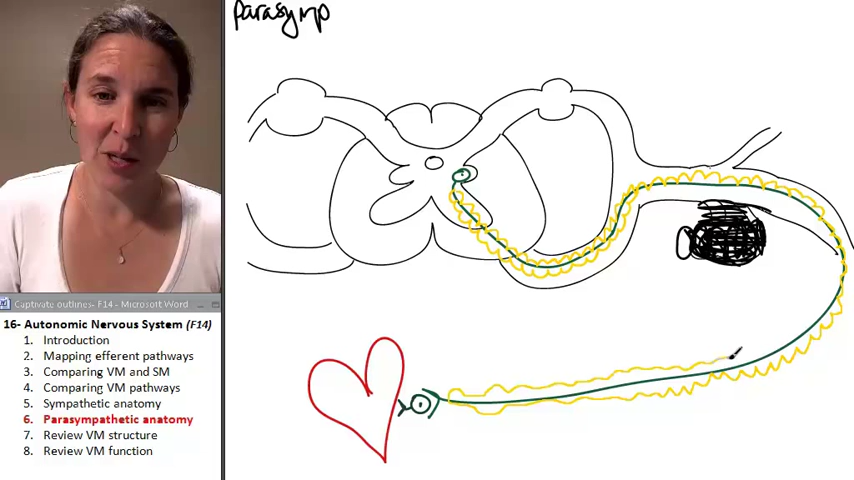 Parasymp
Captivate outlines- F14 - Microsoft Word
16- Autonomic Nervous System (F14)
1. Introduction
2. Mapping efferent pathways
3. Comparing VM and SM
4. Comparing VM pathways
5. Sympathetic anatomy
6. Parasympathetic anatomy
7. Review VM structure
8. Review VM function